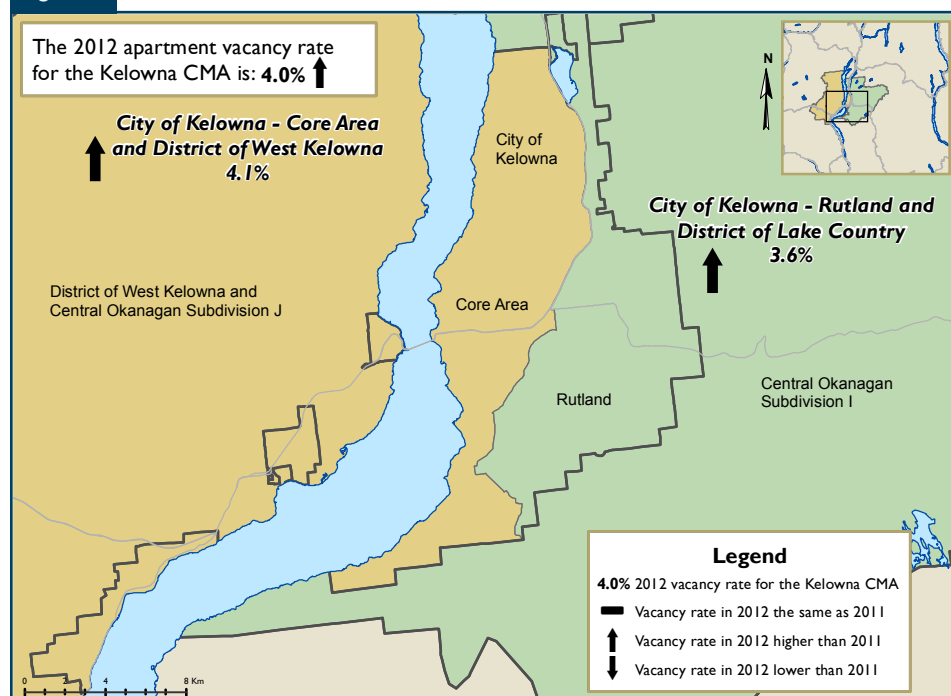 The 2012 apartment vacancy rate
for the Kelowna CMA is: 4.0%
City of Kelowna - Core Area
and District of West Kelowna
4.1%
City of
Kelowna
N
City of Kelowna - Rutland and
District of Lake Country
3.6%
District of West Kelowna and
Central Okanagan Subdivision J
Core Area
Rutland
Central Okanagan
Subdivision I
Legend
4.0% 2012 vacancy rate for the Kelowna CMA
Vacancy rate in 2012 the same as 2011
Vacancy rate in 2012 higher than 2011
Vacancy rate in 2012 lower than 2011
0 2 4 8 Km